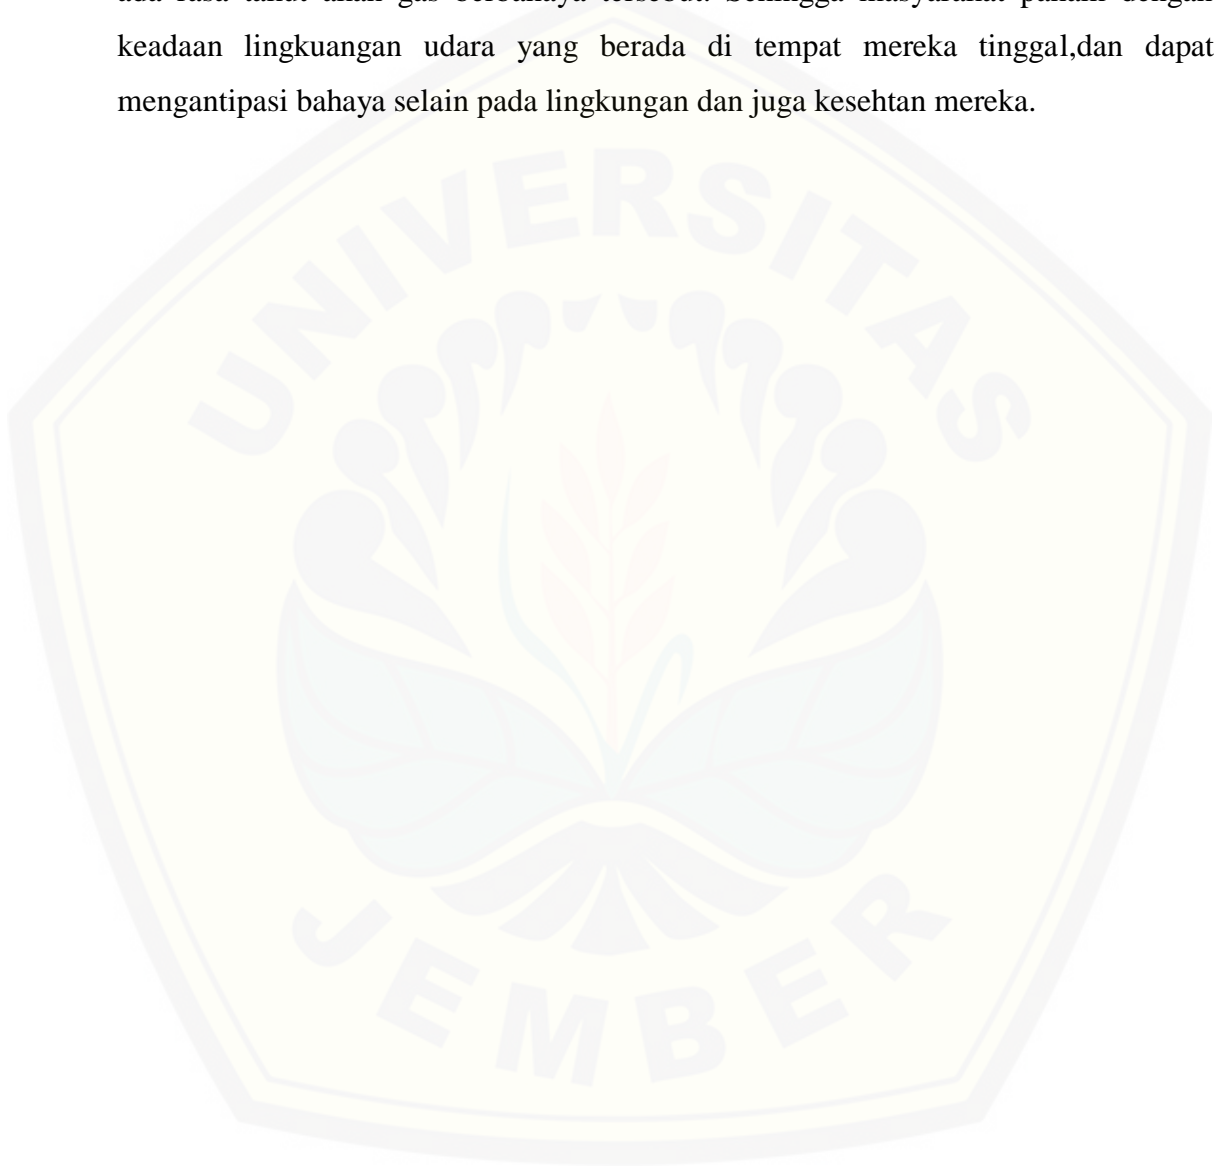 ada rasa takut akan gas berbahaya tersebut. Sehingga masyarakat paham dengan
keadaan lingkuangan udara yang berada di tempat mereka tinggal,dan dapat
mengantipasi bahaya selain pada lingkungan dan juga kesehtan mereka.
UNIVERSITAS
JEMBER